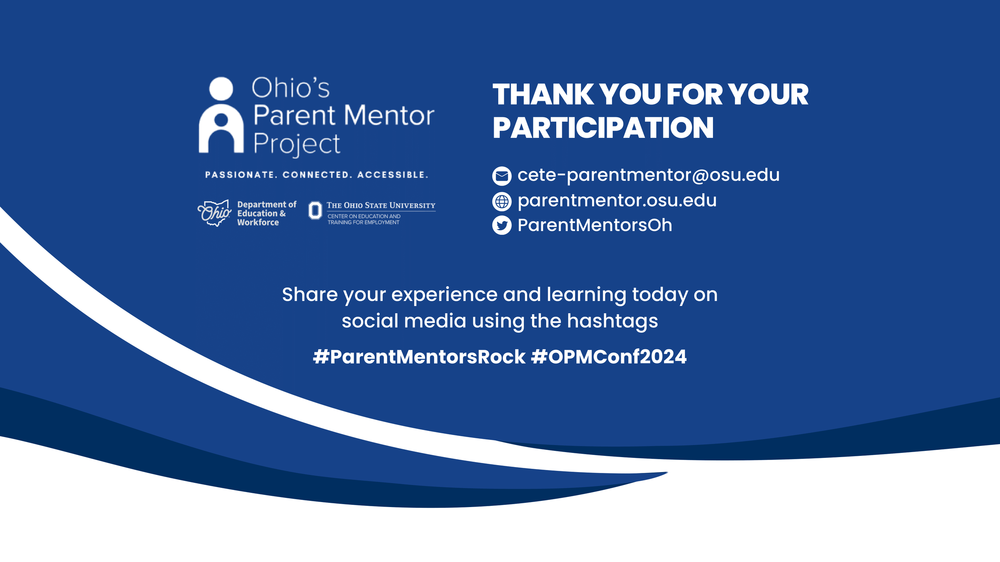 Ohio's
Parent Mentor
Project
PASSIONATE. CONNECTED. ACCESSIBLE.
Ohio
Department of
Education &
Workforce
THE OHIO STATE UNIVERSITY
CENTER ON EDUCATION AND
TRAINING FOR EMPLOYMENT
THANK YOU FOR YOUR
PARTICIPATION
cete-parentmentor@osu.edu
parentmentor.osu.edu
ParentMentorsOh
Share your experience and learning today on
social media using the hashtags
#ParentMentorsRock #OPMConf2024